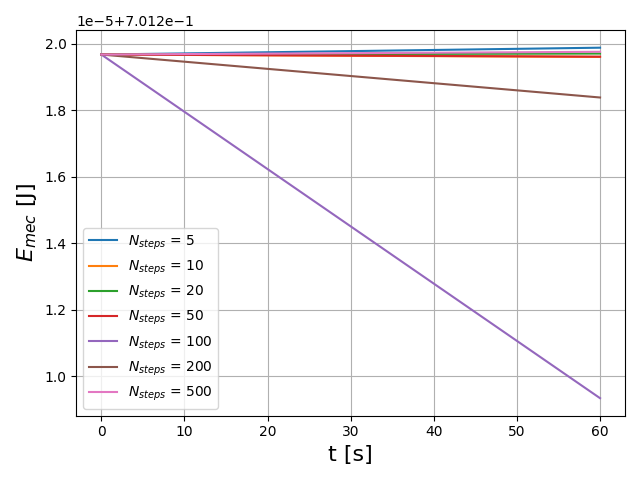 1e−5+7.012e−1
2.0
1.8
1.6
1.4
1.2
1.0
E_mec [J]
N_steps = 5
N_steps = 10
N_steps = 20
N_steps = 50
N_steps = 100
N_steps = 200
N_steps = 500
0 10 20 30 40 50 60
t [s]